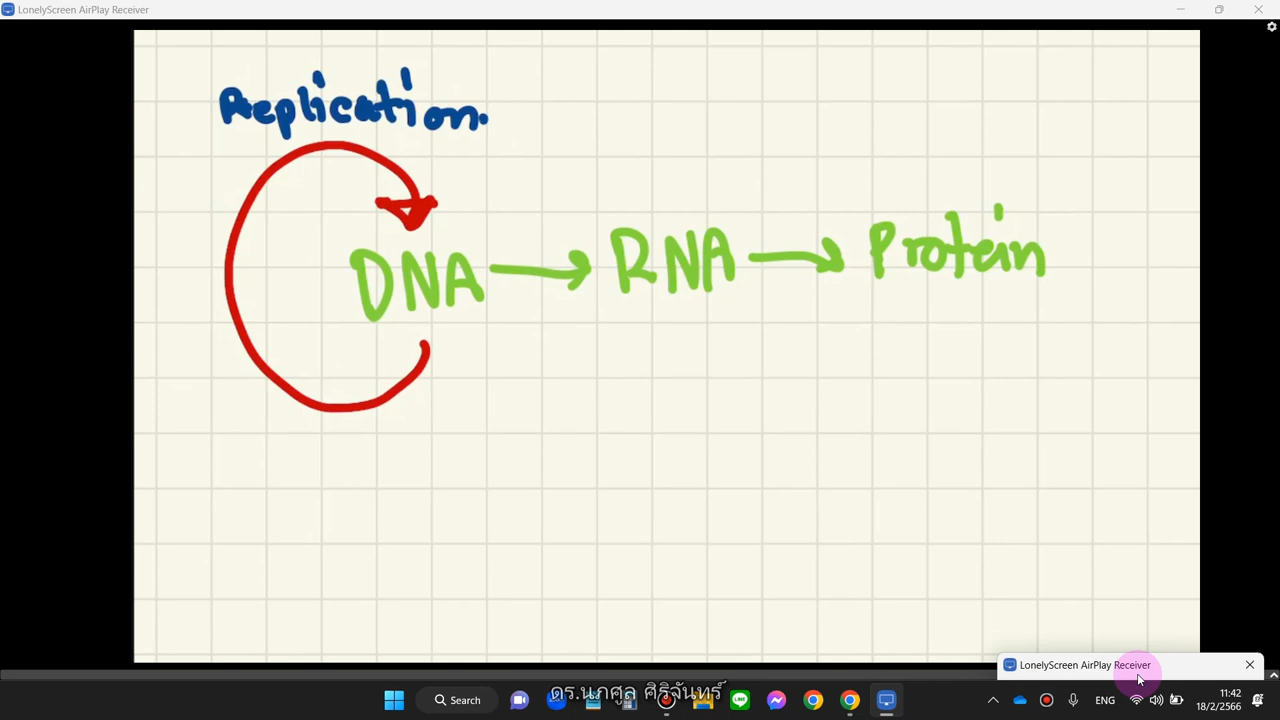 LonelyScreen AirPlay Receiver
Replication.
DNA → RNA → Protein
LonelyScreen AirPlay Receiver
Search
ดร.นภศล ศิริจันทร์
ENG
11:42
18/2/2566